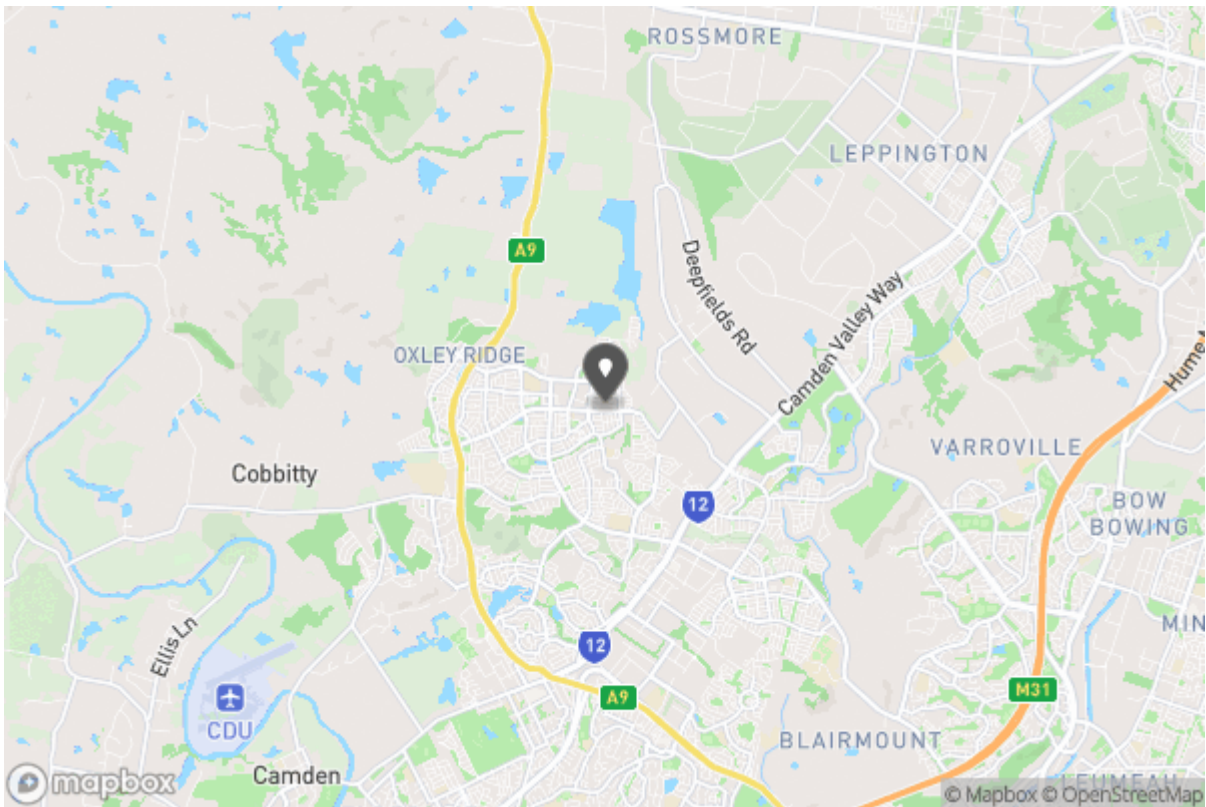 ROSSMORE
LEPPINGTON
A9
Deepfields Rd
Camden Valley Way
OXLEY RIDGE
Hume M
VARROVILLE
Cobbitty
12
BOW
BOWING
Ellis Ln
12
MIN
A9
M31
CDU
BLAIRMOUNT
Camden
LEUMEAH
mapbox
© Mapbox © OpenStreetMap